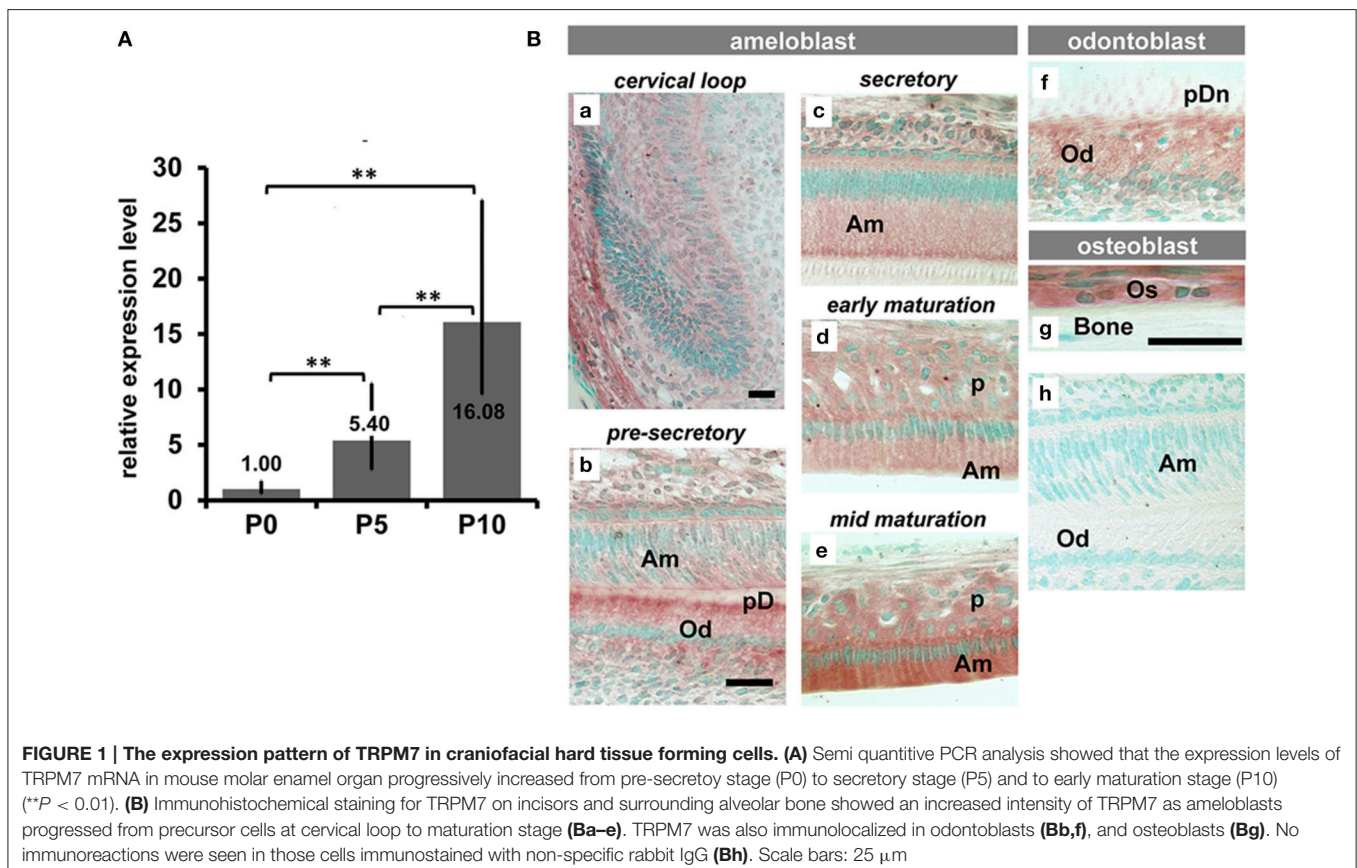 A
relative expression level
30
25
20
15
10
5
0
**
**
**
1.00
5.40
16.08
P0 P5 P10
B
ameloblast
cervical loop
a
pre-secretory
b
Am
pD
Od
secretory
c
Am
early maturation
d
p
Am
mid maturation
e
p
Am
odontoblast
f
pDn
Od
osteoblast
Os
g
Bone
h
Am
Od
FIGURE 1 | The expression pattern of TRPM7 in craniofacial hard tissue forming cells. (A) Semi quantitive PCR analysis showed that the expression levels of
TRPM7 mRNA in mouse molar enamel organ progressively increased from pre-secretoy stage (P0) to secretory stage (P5) and to early maturation stage (P10)
(**P < 0.01). (B) Immunohistochemical staining for TRPM7 on incisors and surrounding alveolar bone showed an increased intensity of TRPM7 as ameloblasts
progressed from precursor cells at cervical loop to maturation stage (Ba–e). TRPM7 was also immunolocalized in odontoblasts (Bb,f), and osteoblasts (Bg). No
immunoreactions were seen in those cells immunostained with non-specific rabbit IgG (Bh). Scale bars: 25 μm